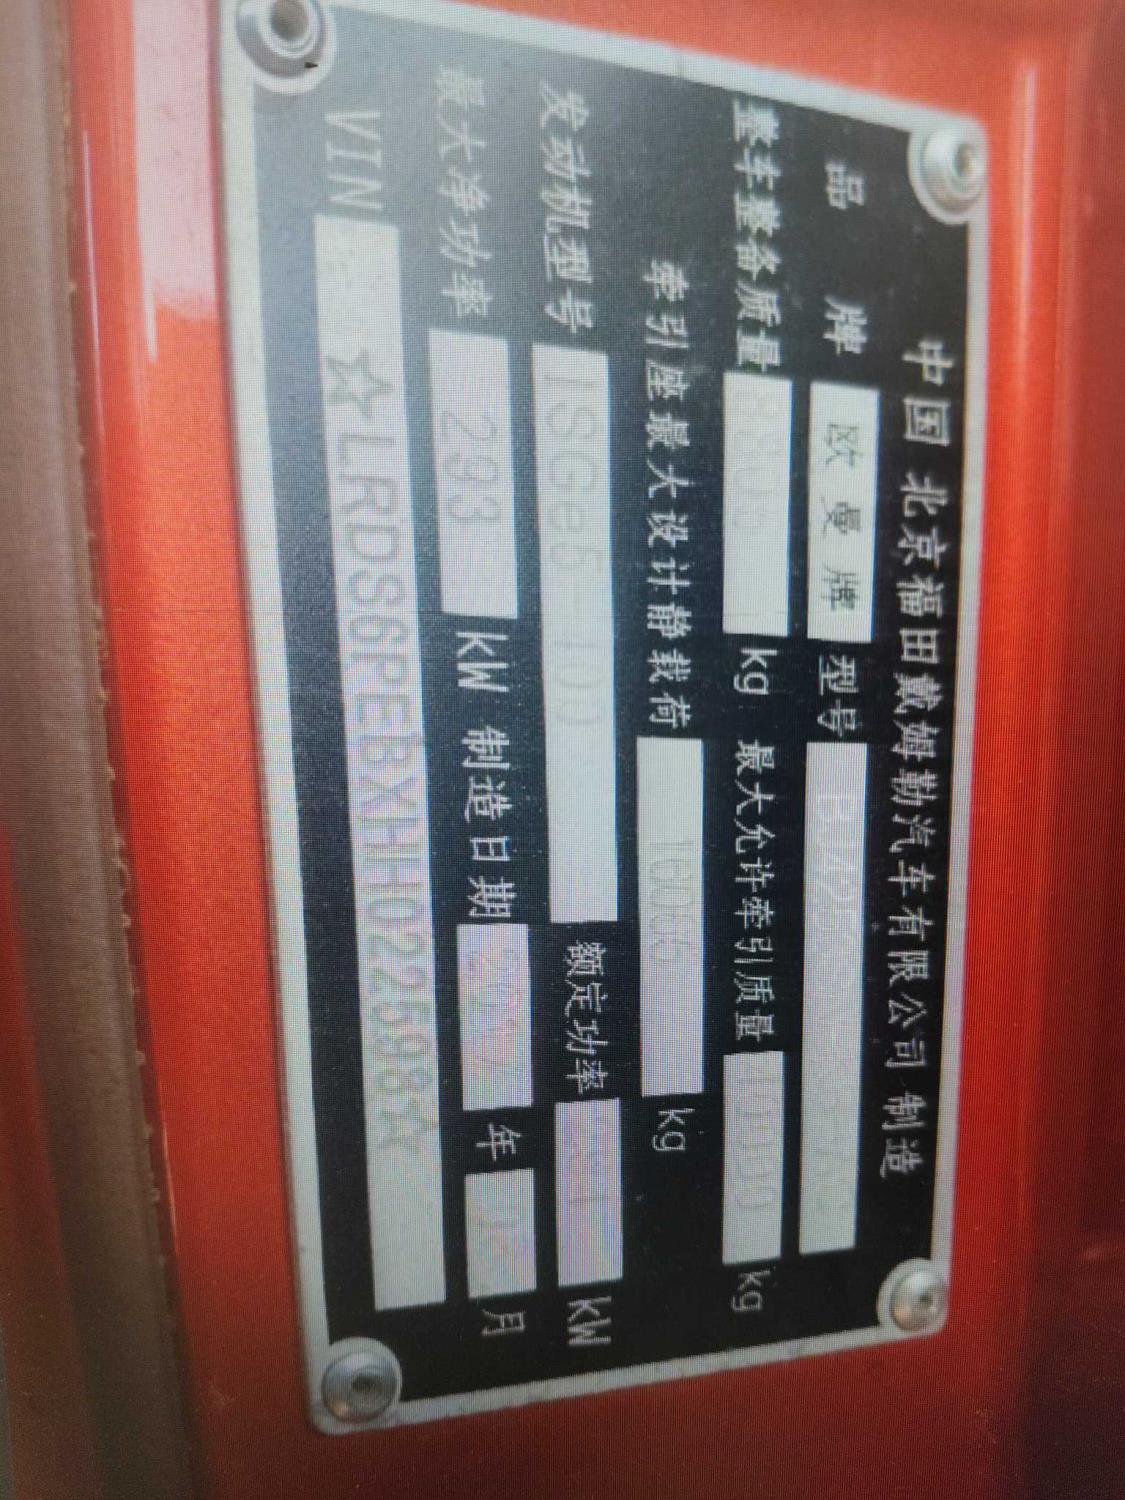 中国 北京福田戴姆勒汽车有限公司 制造
品 牌 欧 曼 牌 型号
整车整备质量 kg 最大允许牵引质量 40000 kg
牵引座最大设计静载荷 kg
发动机型号 ISGe5 额定功率 kW
最大净功率 293 kW 制造日期 2017 年 月
VIN ☆LRDS6PEBXHH022698☆